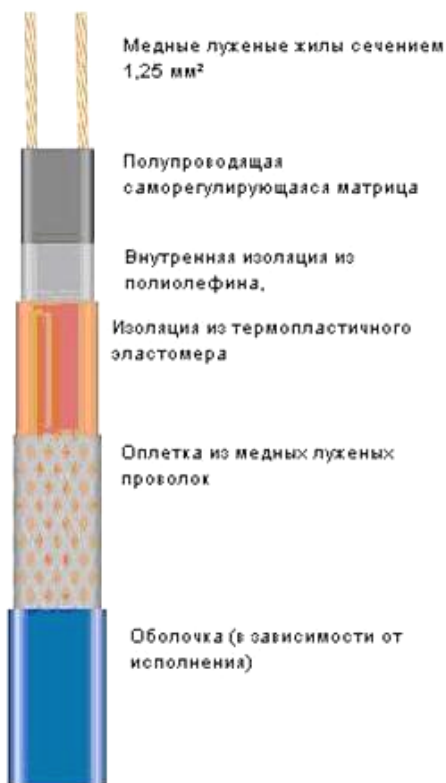 Медные луженые жилы сечением
1,25 мм²
Полупроводящая
саморегулирующаяся матрица
Внутренняя изоляция из
полиолефина,
Изоляция из термопластичного
эластомера
Оплетка из медных луженых
проволок
Оболочка (в зависимости от
исполнения)